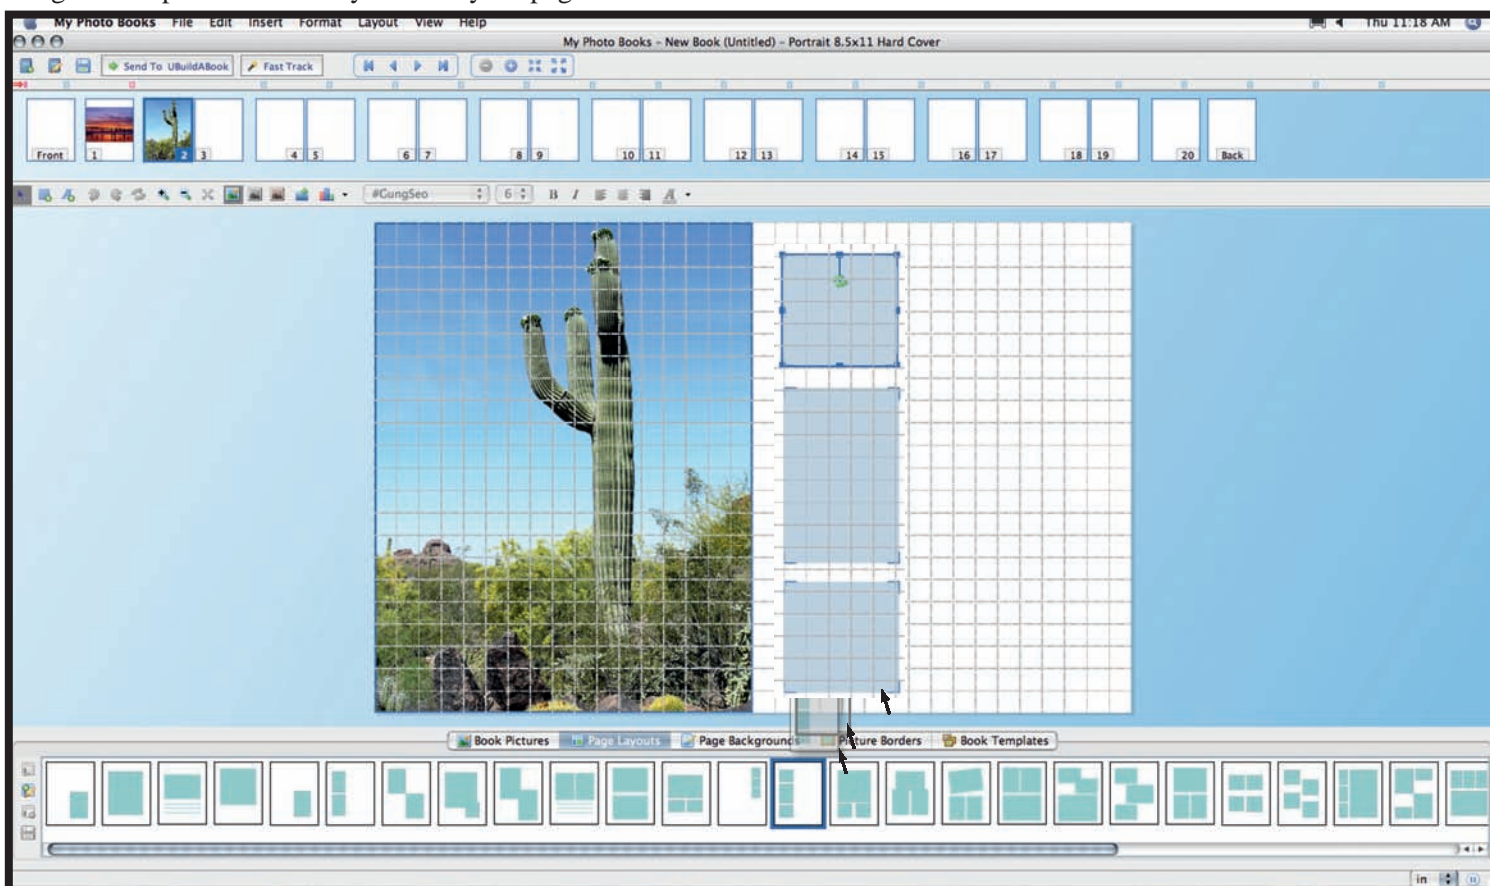 My Photo Books File Edit Insert Format Layout View Help Thu 11:18 AM
My Photo Books - New Book (Untitled) - Portrait 8.5x11 Hard Cover
Send To UBuildABook Fast Track
Front 1 2 3 4 5 6 7 8 9 10 11 12 13 14 15 16 17 18 19 20 Back
#GungSeo 6 B I A
Book Pictures Page Layouts Page Backgrounds Picture Borders Book Templates
in